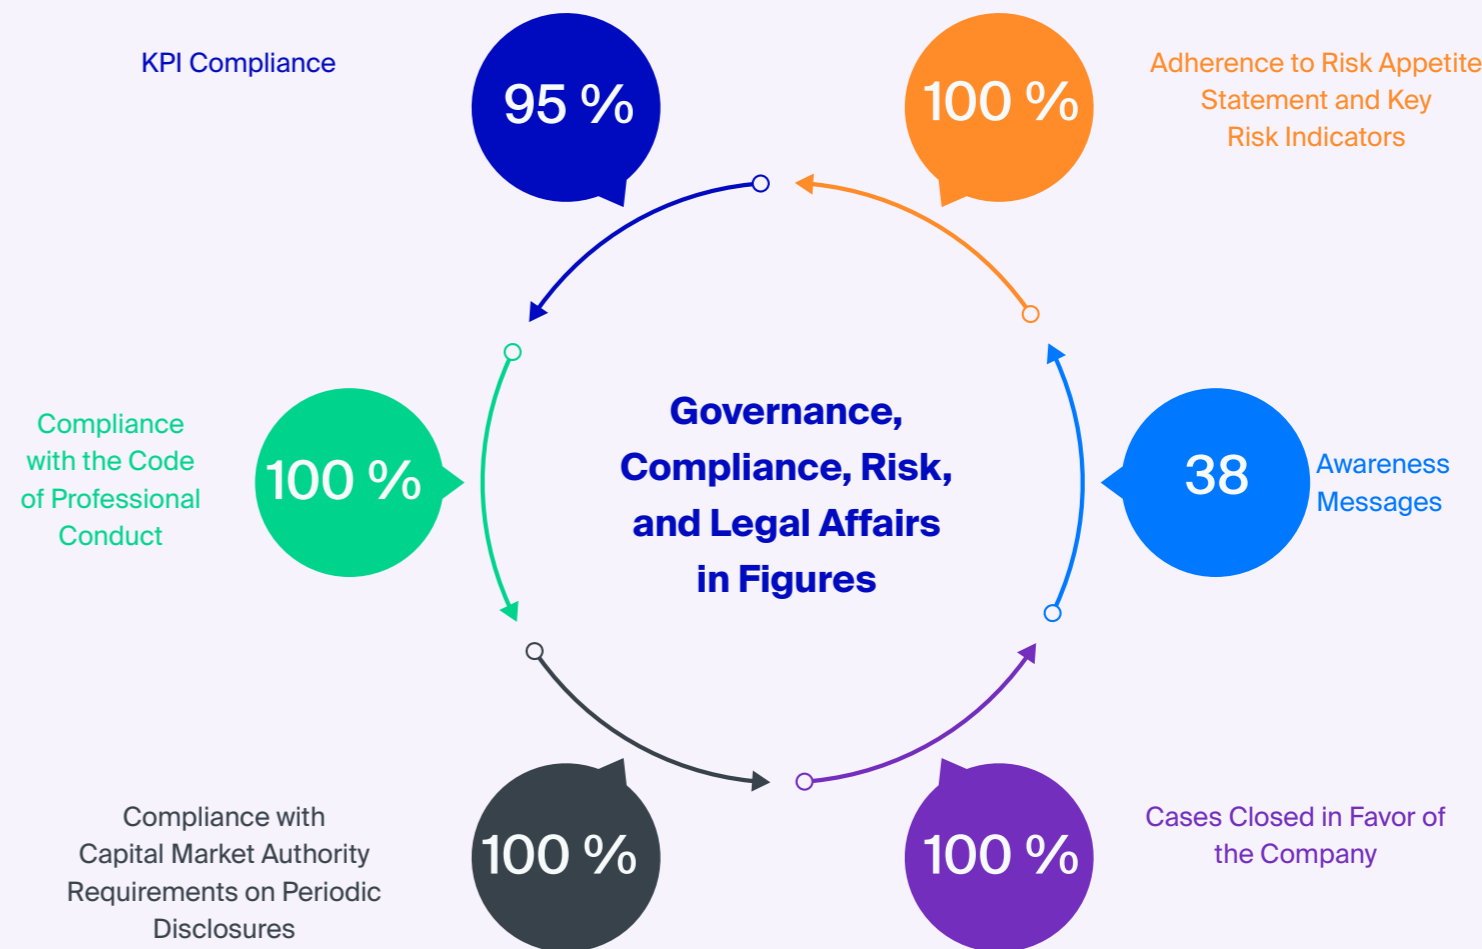 KPI Compliance
95 %
100 %
Adherence to Risk Appetite
Statement and Key
Risk Indicators
Governance,
Compliance, Risk,
and Legal Affairs
in Figures
Compliance
with the Code
of Professional
Conduct
100 %
38
Awareness
Messages
Compliance with
Capital Market Authority
Requirements on Periodic
Disclosures
100 %
100 %
Cases Closed in Favor of
the Company